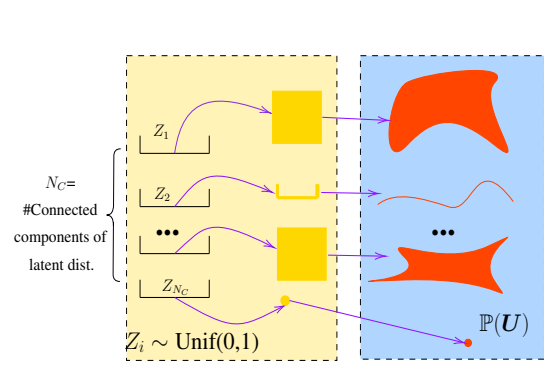 Z_1
N_C=
#Connected
components of
latent dist.
Z_2
•••
•••
Z_{N_C}
Z_i ∼ Unif(0,1)
ℙ(U)